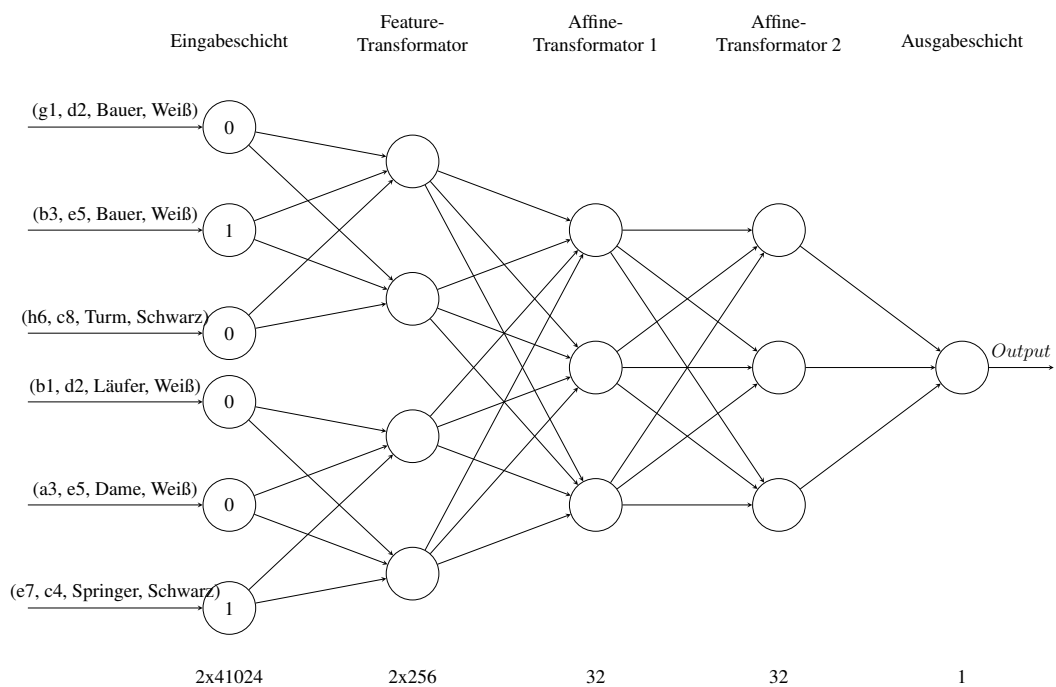 Eingabeschicht
Feature-
Transformator
Affine-
Transformator 1
Affine-
Transformator 2
Ausgabeschicht
(g1, d2, Bauer, Weiß)
0
(b3, e5, Bauer, Weiß)
1
(h6, c8, Turm, Schwarz)
0
(b1, d2, Läufer, Weiß)
0
(a3, e5, Dame, Weiß)
0
(e7, c4, Springer, Schwarz)
1
Output
2x41024
2x256
32
32
1